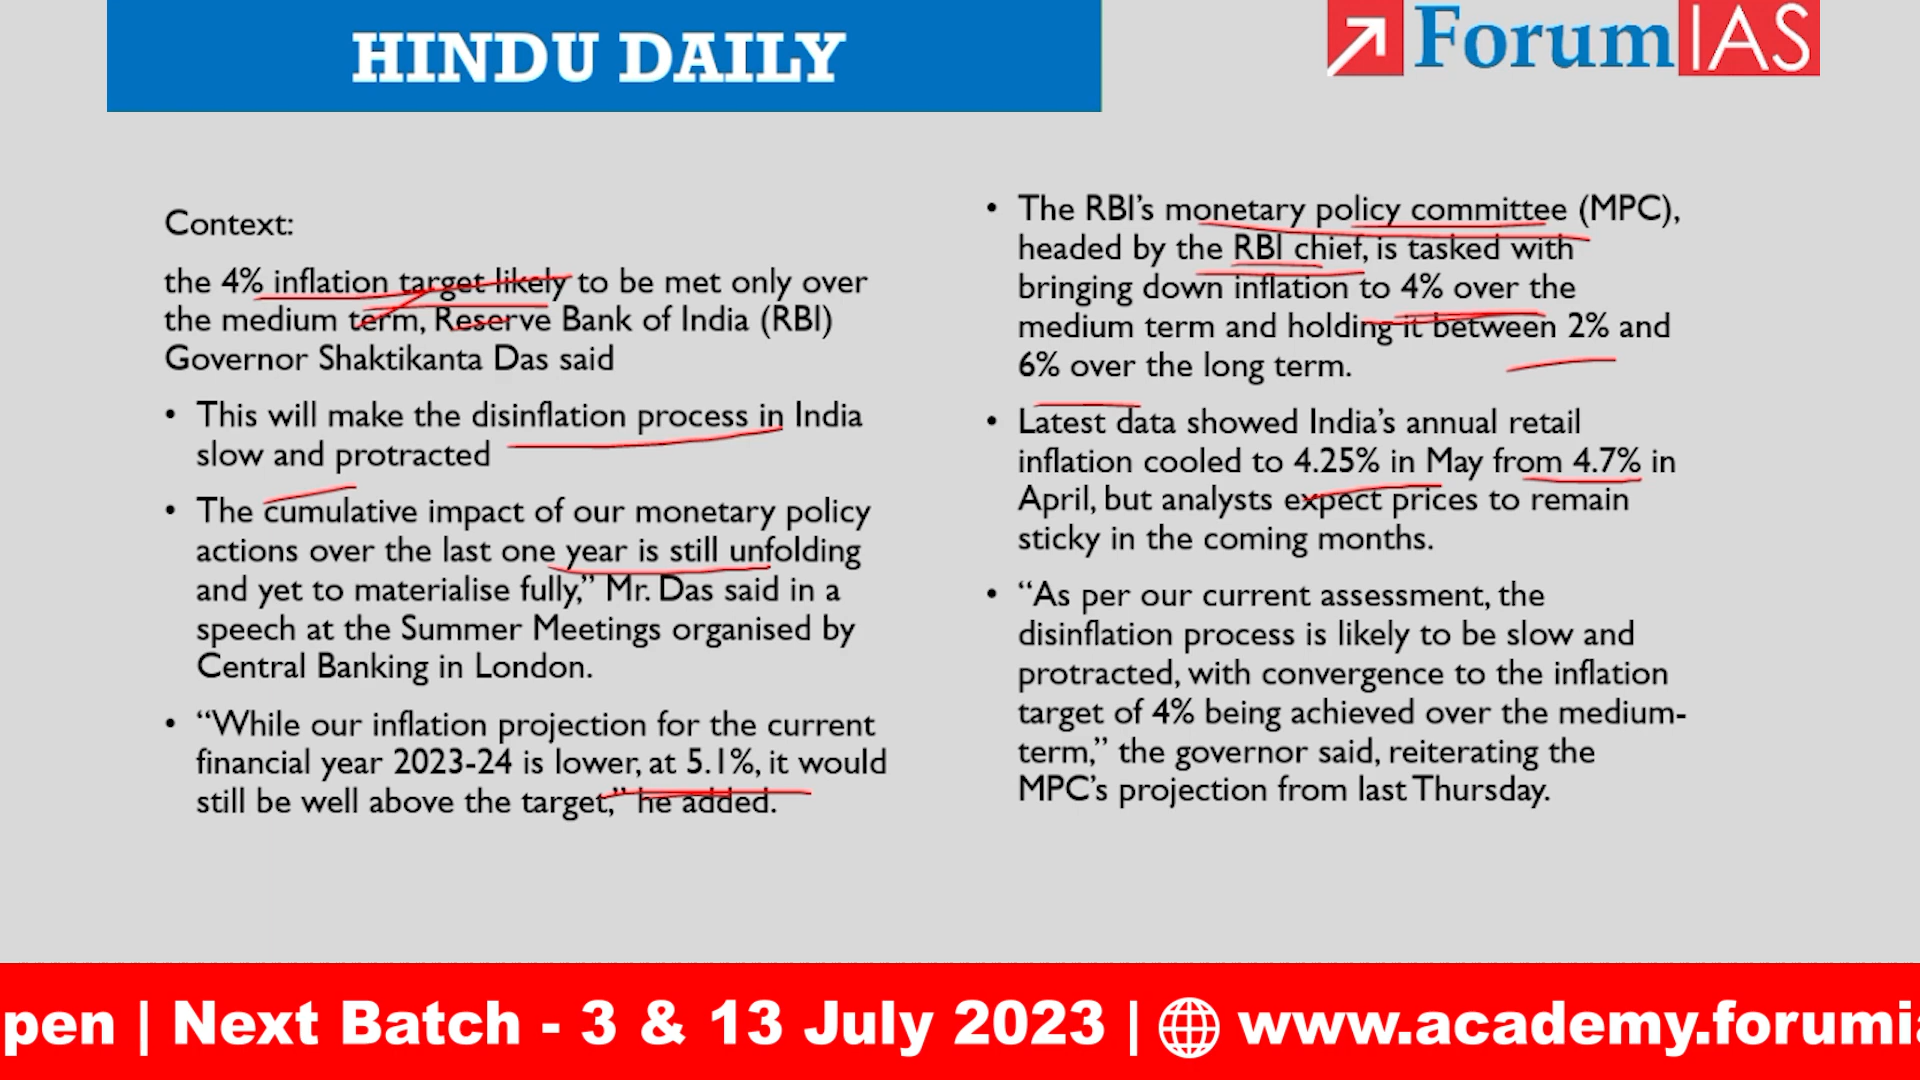 HINDU DAILY
ForumIAS
Context:
the 4% inflation target likely to be met only over
the medium term, Reserve Bank of India (RBI)
Governor Shaktikanta Das said
• This will make the disinflation process in India
slow and protracted
• The cumulative impact of our monetary policy
actions over the last one year is still unfolding
and yet to materialise fully,” Mr. Das said in a
speech at the Summer Meetings organised by
Central Banking in London.
• “While our inflation projection for the current
financial year 2023-24 is lower, at 5.1%, it would
still be well above the target,” he added.
• The RBI’s monetary policy committee (MPC),
headed by the RBI chief, is tasked with
bringing down inflation to 4% over the
medium term and holding it between 2% and
6% over the long term.
• Latest data showed India’s annual retail
inflation cooled to 4.25% in May from 4.7% in
April, but analysts expect prices to remain
sticky in the coming months.
• “As per our current assessment, the
disinflation process is likely to be slow and
protracted, with convergence to the inflation
target of 4% being achieved over the medium-
term,” the governor said, reiterating the
MPC’s projection from last Thursday.
pen | Next Batch - 3 & 13 July 2023 | www.academy.forumia